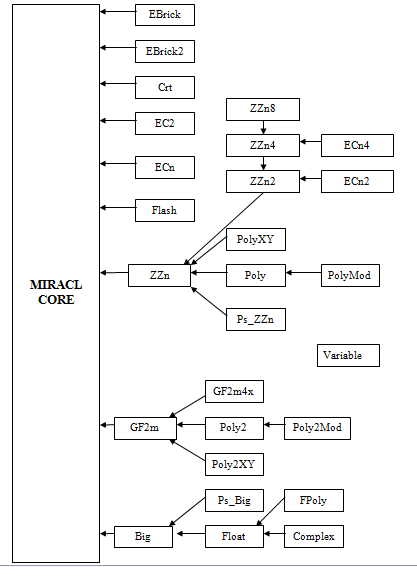 EBrick
EBrick2
Crt
ZZn8
EC2
ZZn4
ECn4
ECn
ZZn2
ECn2
Flash
PolyXY
ZZn
Poly
PolyMod
MIRACL
CORE
Ps_ZZn
Variable
GF2m4x
GF2m
Poly2
Poly2Mod
Poly2XY
Ps_Big
FPoly
Big
Float
Complex